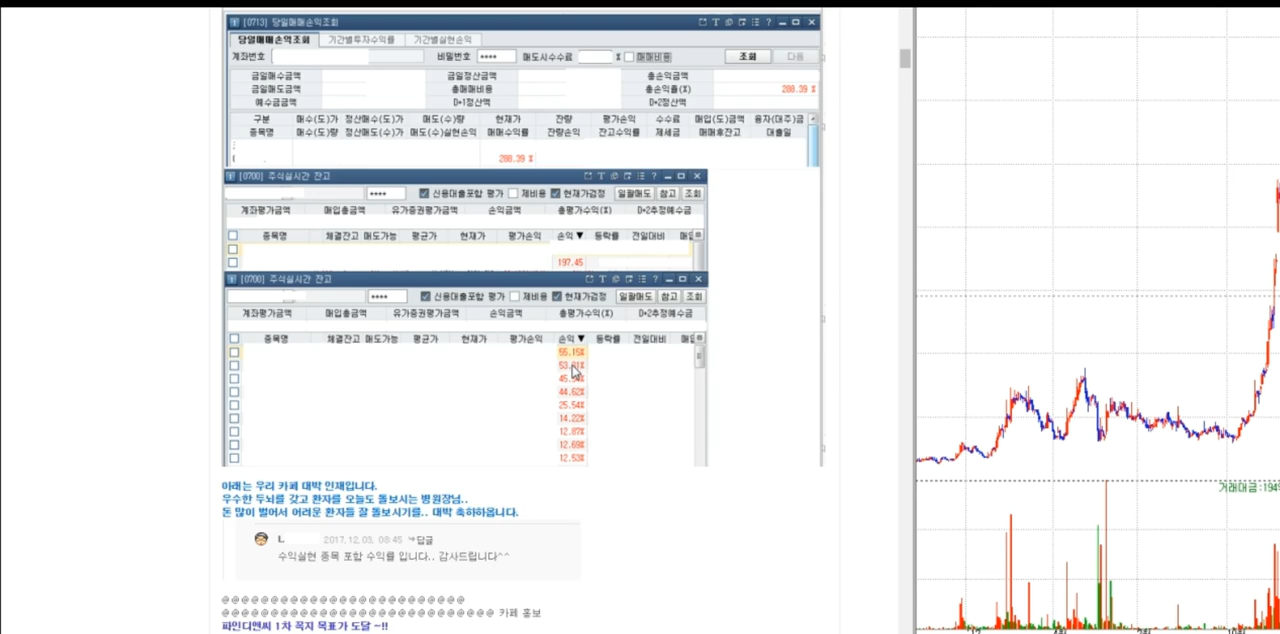 [0713] 당일매매손익조회
당일매매손익조회 기간별투자수익률 기간별실현손익
계좌번호 비밀번호 **** 매도시수수료 % 매매비용 조회 다음
금일매수금액 금일정산금액 총손익금액
금일매도금액 총매매비용 총손익률(%) 288.39 %
예수금금액 D+1정산액 D+2정산액
구분 매수(도)가 정산매수(도)가 매도(수)량 현재가 잔량 평가손익 수수료 매입(도)금액 융자(대주)금
종목명 매수(도)량 정산매도(수)가 매도(수)실현손익 매매수익률 잔량손익 잔고수익률 제세금 매매후잔고 대출일
288.39 %
[0700] 주식실시간 잔고
**** 신용대출포함 평가 제비용 현재가검정 일괄매도 참고 조회
계좌평가금액 매입총금액 유가증권평가금액 손익금액 총평가수익(%) D+2추정예수금
종목명 체결잔고 매도가능 평균가 현재가 평가손익 손익▼ 등락률 전일대비
197.45
[0700] 주식실시간 잔고
**** 신용대출포함 평가 제비용 현재가검정 일괄매도 참고 조회
계좌평가금액 매입총금액 유가증권평가금액 손익금액 총평가수익(%) D+2추정예수금
종목명 체결잔고 매도가능 평균가 현재가 평가손익 손익▼ 등락률 전일대비
55.15%
44.62%
25.54%
14.22%
12.87%
12.69%
12.53%
아래는 우리 카페 대박 인재입니다.
우수한 두뇌를 갖고 환자를 오늘도 돌보시는 병원장님..
돈 많이 벌어서 어려운 환자들 잘 돌보시기를.. 대박 축하하옵니다.
L 2017.12.03. 08:45 답글
수익실현 종목 포함 수익률 입니다.. 감사드립니다^^
@@@@@@@@@@@@@@@@@@@@@@@@@
@@@@@@@@@@@@@@@@@@@@@@@@@@@@ 카페 홍보
파인디앤씨 1차 꼭지 목표가 도달 ~!!
거래대금:1949